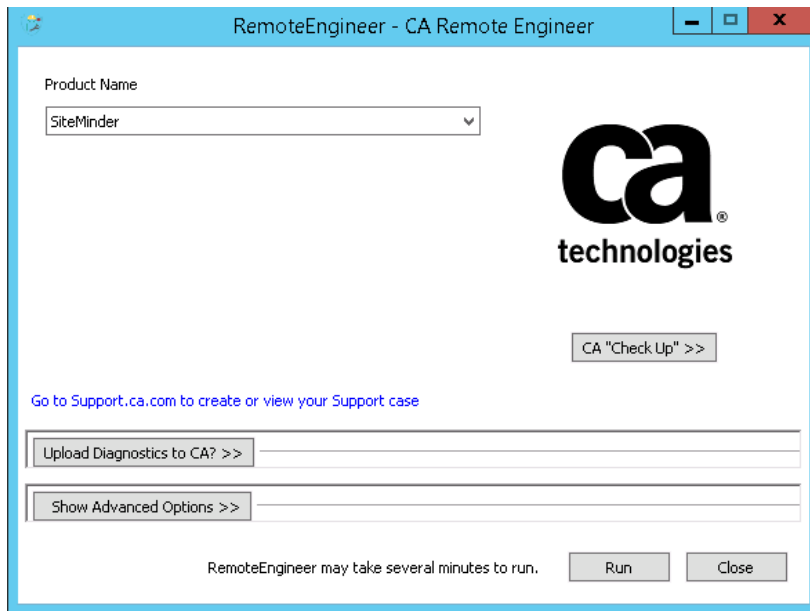 RemoteEngineer - CA Remote Engineer
Product Name
SiteMinder
ca®
technologies
CA "Check Up" >>
Go to Support.ca.com to create or view your Support case
Upload Diagnostics to CA? >>
Show Advanced Options >>
RemoteEngineer may take several minutes to run.
Run
Close